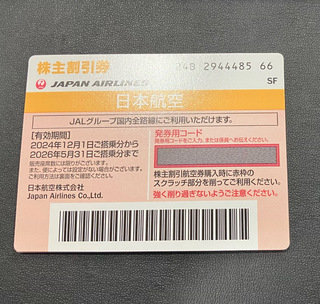 株主割引券
24B 2944485 66
JAPAN AIRLINES
SF
日本航空
JALグループ国内全路線にご利用いただけます。
【有効期間】
2024年12月1日ご搭乗分から
2026年5月31日ご搭乗分まで
日本航空株式会社
Japan Airlines Co.,Ltd.
発券用コード
株主割引航空券購入時に赤枠の
スクラッチ部分を削ってご利用ください。
強く削り過ぎないようご注意ください。